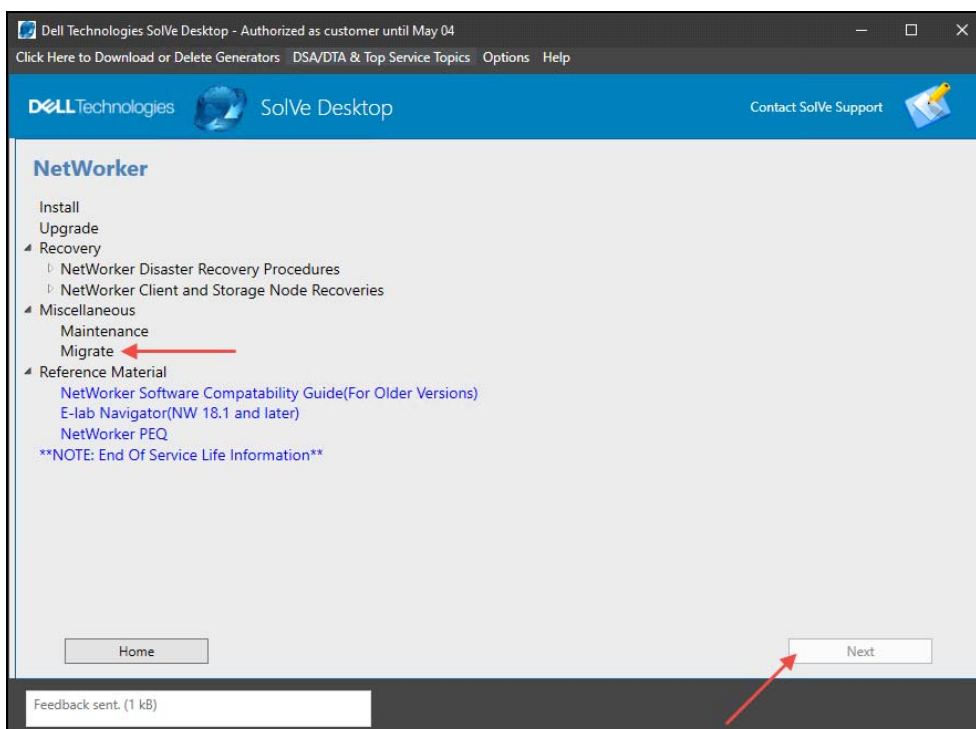 Dell Technologies SolVe Desktop - Authorized as customer until May 04
Click Here to Download or Delete Generators DSA/DTA & Top Service Topics Options Help
DELLTechnologies SolVe Desktop Contact SolVe Support
NetWorker
Install
Upgrade
Recovery
NetWorker Disaster Recovery Procedures
NetWorker Client and Storage Node Recoveries
Miscellaneous
Maintenance
Migrate
Reference Material
NetWorker Software Compatability Guide(For Older Versions)
E-lab Navigator(NW 18.1 and later)
NetWorker PEQ
**NOTE: End Of Service Life Information**
Home Next
Feedback sent. (1 kB)